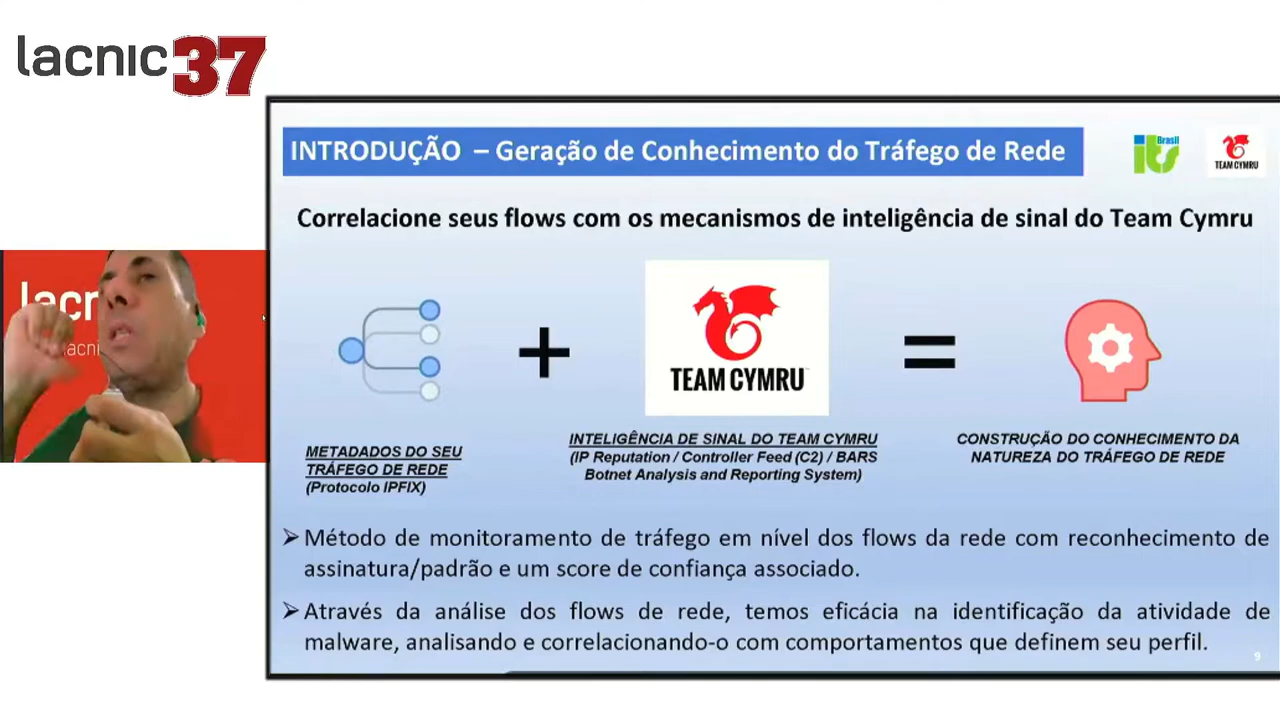 lacnic 37
INTRODUÇÃO – Geração de Conhecimento do Tráfego de Rede
its Brasil
TEAM CYMRU
Correlacione seus flows com os mecanismos de inteligência de sinal do Team Cymru
lacn
lacni
TEAM CYMRU
METADADOS DO SEU
TRÁFEGO DE REDE
(Protocolo IPFIX)
INTELIGÊNCIA DE SINAL DO TEAM CYMRU
(IP Reputation / Controller Feed (C2) / BARS
Botnet Analysis and Reporting System)
CONSTRUÇÃO DO CONHECIMENTO DA
NATUREZA DO TRÁFEGO DE REDE
➢ Método de monitoramento de tráfego em nível dos flows da rede com reconhecimento de
assinatura/padrão e um score de confiança associado.
➢ Através da análise dos flows de rede, temos eficácia na identificação da atividade de
malware, analisando e correlacionando-o com comportamentos que definem seu perfil.
9